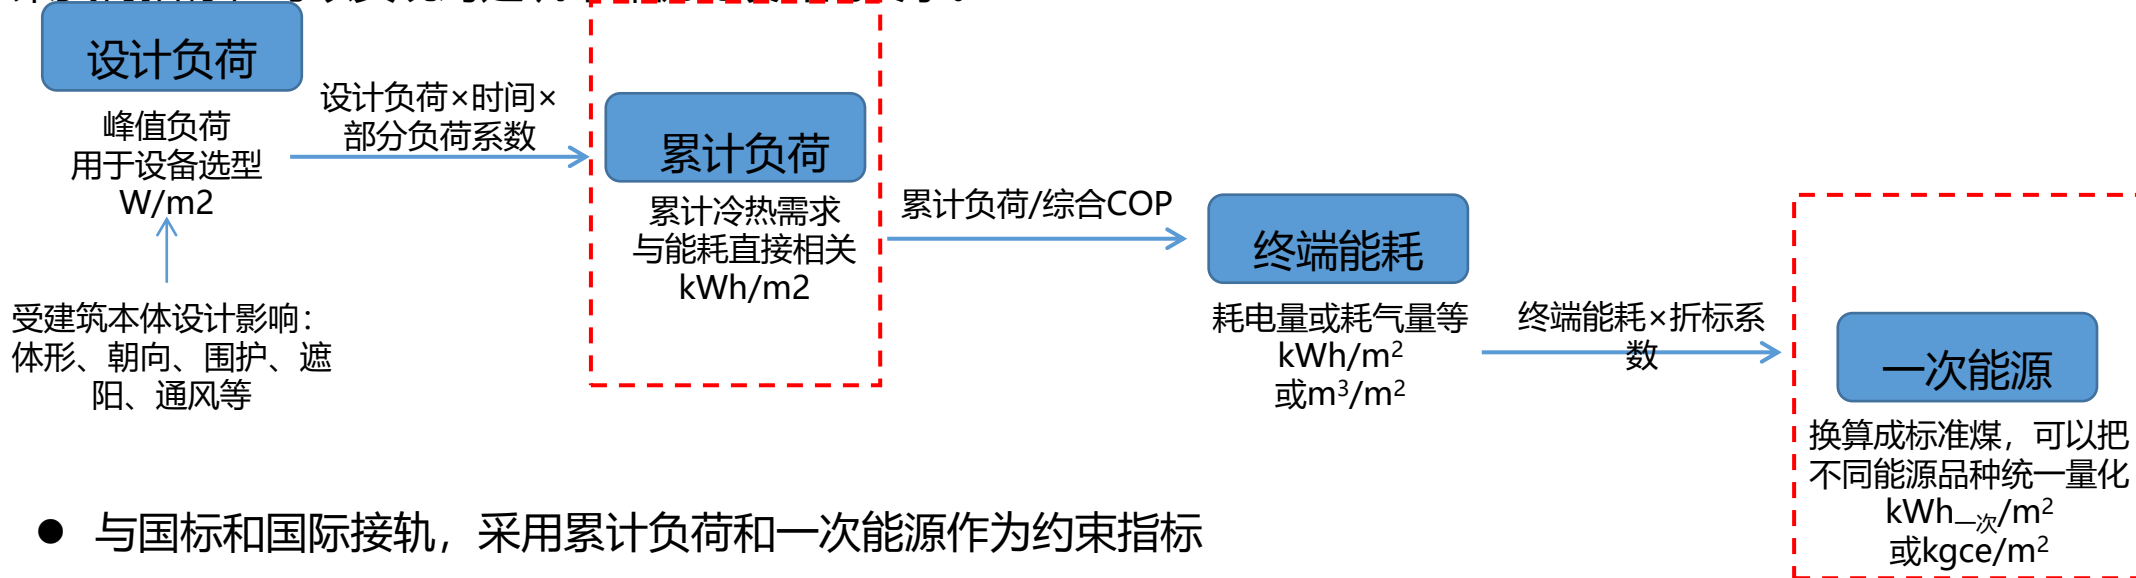 设计负荷
峰值负荷
用于设备选型
W/m2
受建筑本体设计影响：
体形、朝向、围护、遮
阳、通风等
设计负荷×时间×
部分负荷系数
累计负荷
累计冷热需求
与能耗直接相关
kWh/m2
累计负荷/综合COP
终端能耗
耗电量或耗气量等
kWh/m²
或m³/m²
终端能耗×折标系
数
一次能源
换算成标准煤，可以把
不同能源品种统一量化
kWh一次/m²
或kgce/m²
● 与国标和国际接轨，采用累计负荷和一次能源作为约束指标